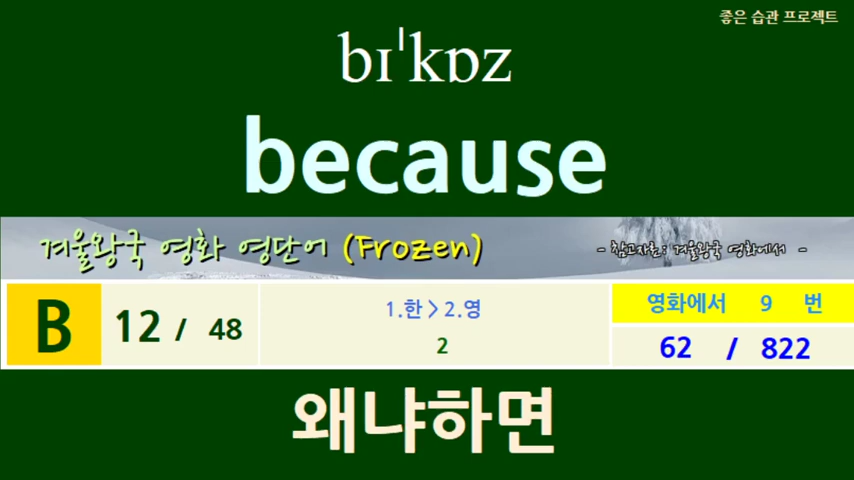 좋은 습관 프로젝트
bɪˈkɒz
because
겨울왕국 영화 영단어 (Frozen)
- 참고자료: 겨울왕국 영화에서 -
B 12 / 48
1.한 > 2.영
2
영화에서 9 번
62 / 822
왜냐하면